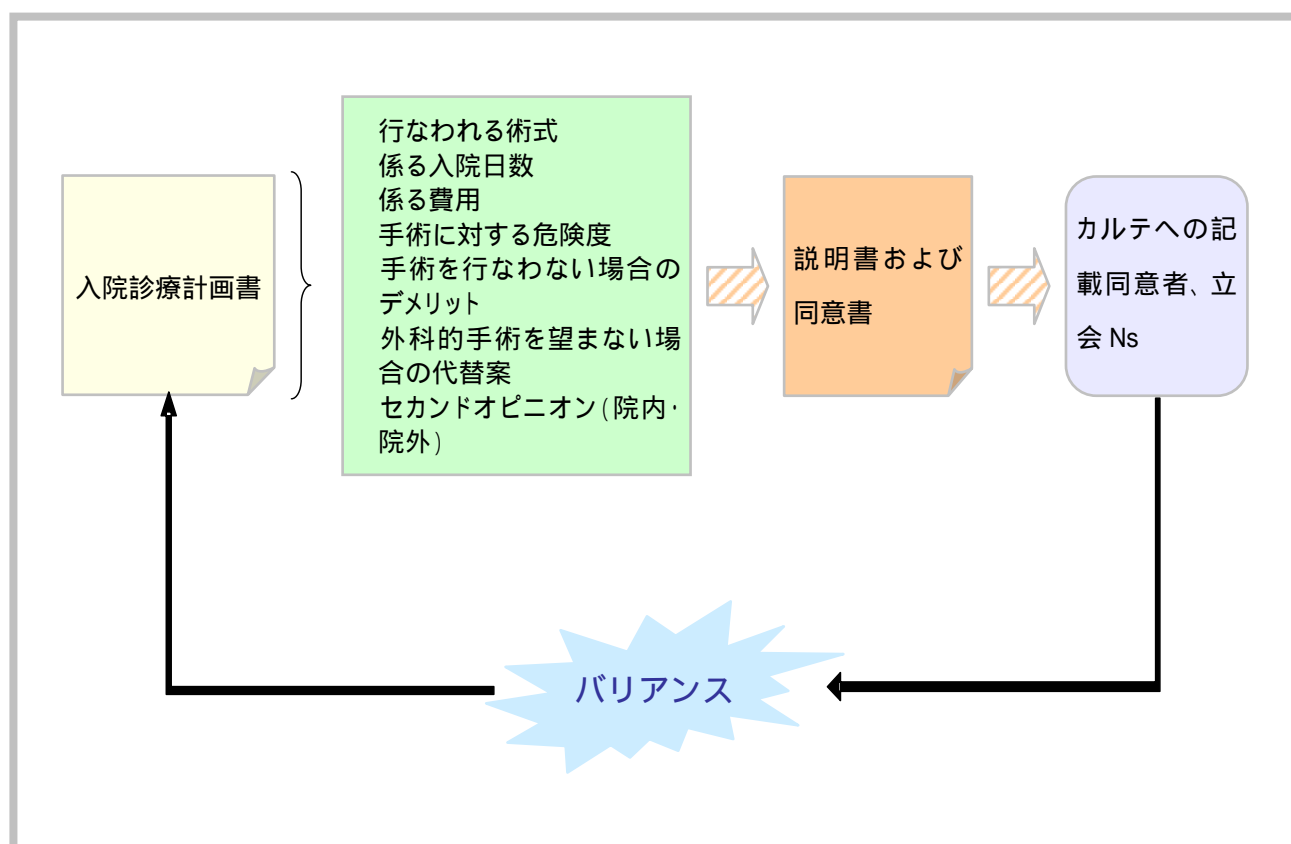 入院診療計画書
行なわれる術式
係る入院日数
係る費用
手術に対する危険度
手術を行なわない場合の
デメリット
外科的手術を望まない場
合の代替案
セカンドオピニオン(院内・
院外)
説明書および
同意書
カルテへの記
載同意者、立
会 Ns
バリアンス